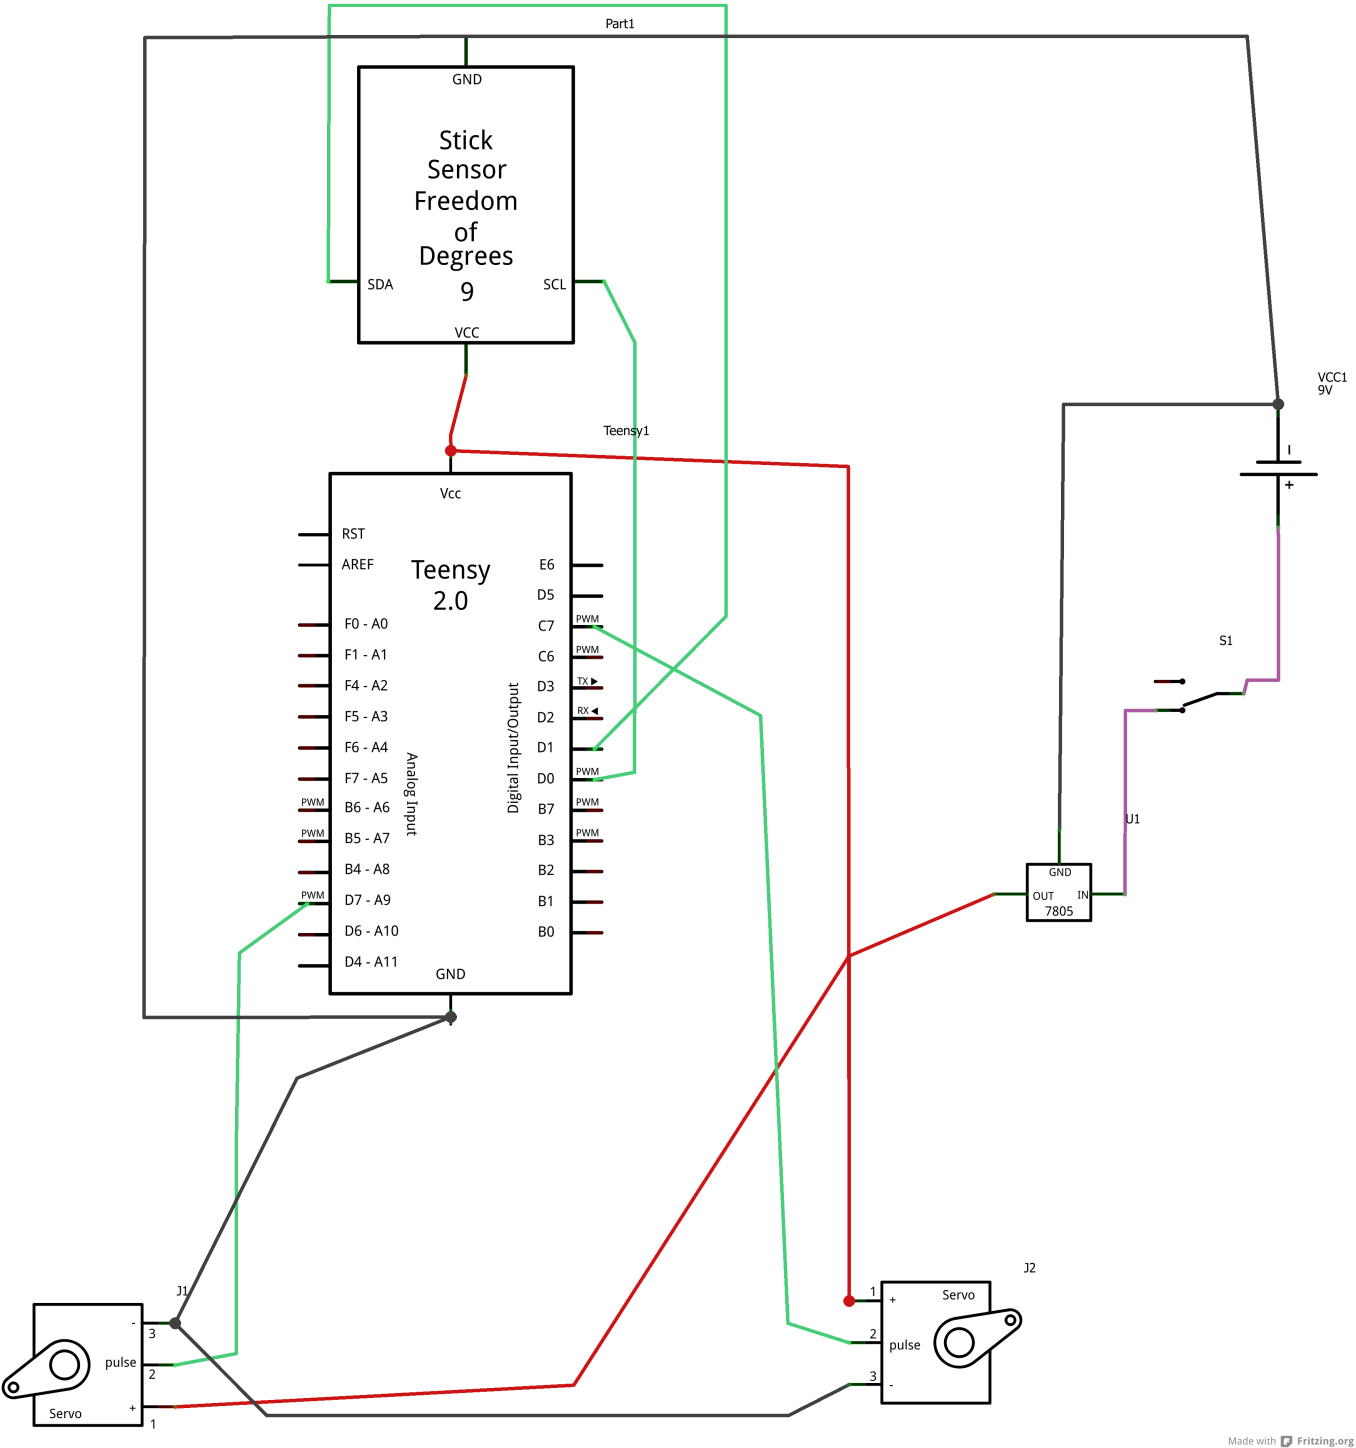 Part1
GND
Stick
Sensor
Freedom
of
Degrees
9
SDA
SCL
VCC
VCC1
9V
-
+
Teensy1
Vcc
RST
AREF
Teensy
2.0
E6
D5
F0 - A0
F1 - A1
F4 - A2
F5 - A3
F6 - A4
F7 - A5
PWM B6 - A6
PWM B5 - A7
B4 - A8
PWM D7 - A9
D6 - A10
D4 - A11
Analog Input
Digital Input/Output
C7 PWM
C6 PWM
D3 TX
D2 RX
D1
D0 PWM
B7 PWM
B3 PWM
B2
B1
B0
GND
S1
U1
GND
OUT IN
7805
J1
-
3
pulse
2
+
1
Servo
J2
1
+
Servo
2
pulse
3
-
Made with Fritzing.org